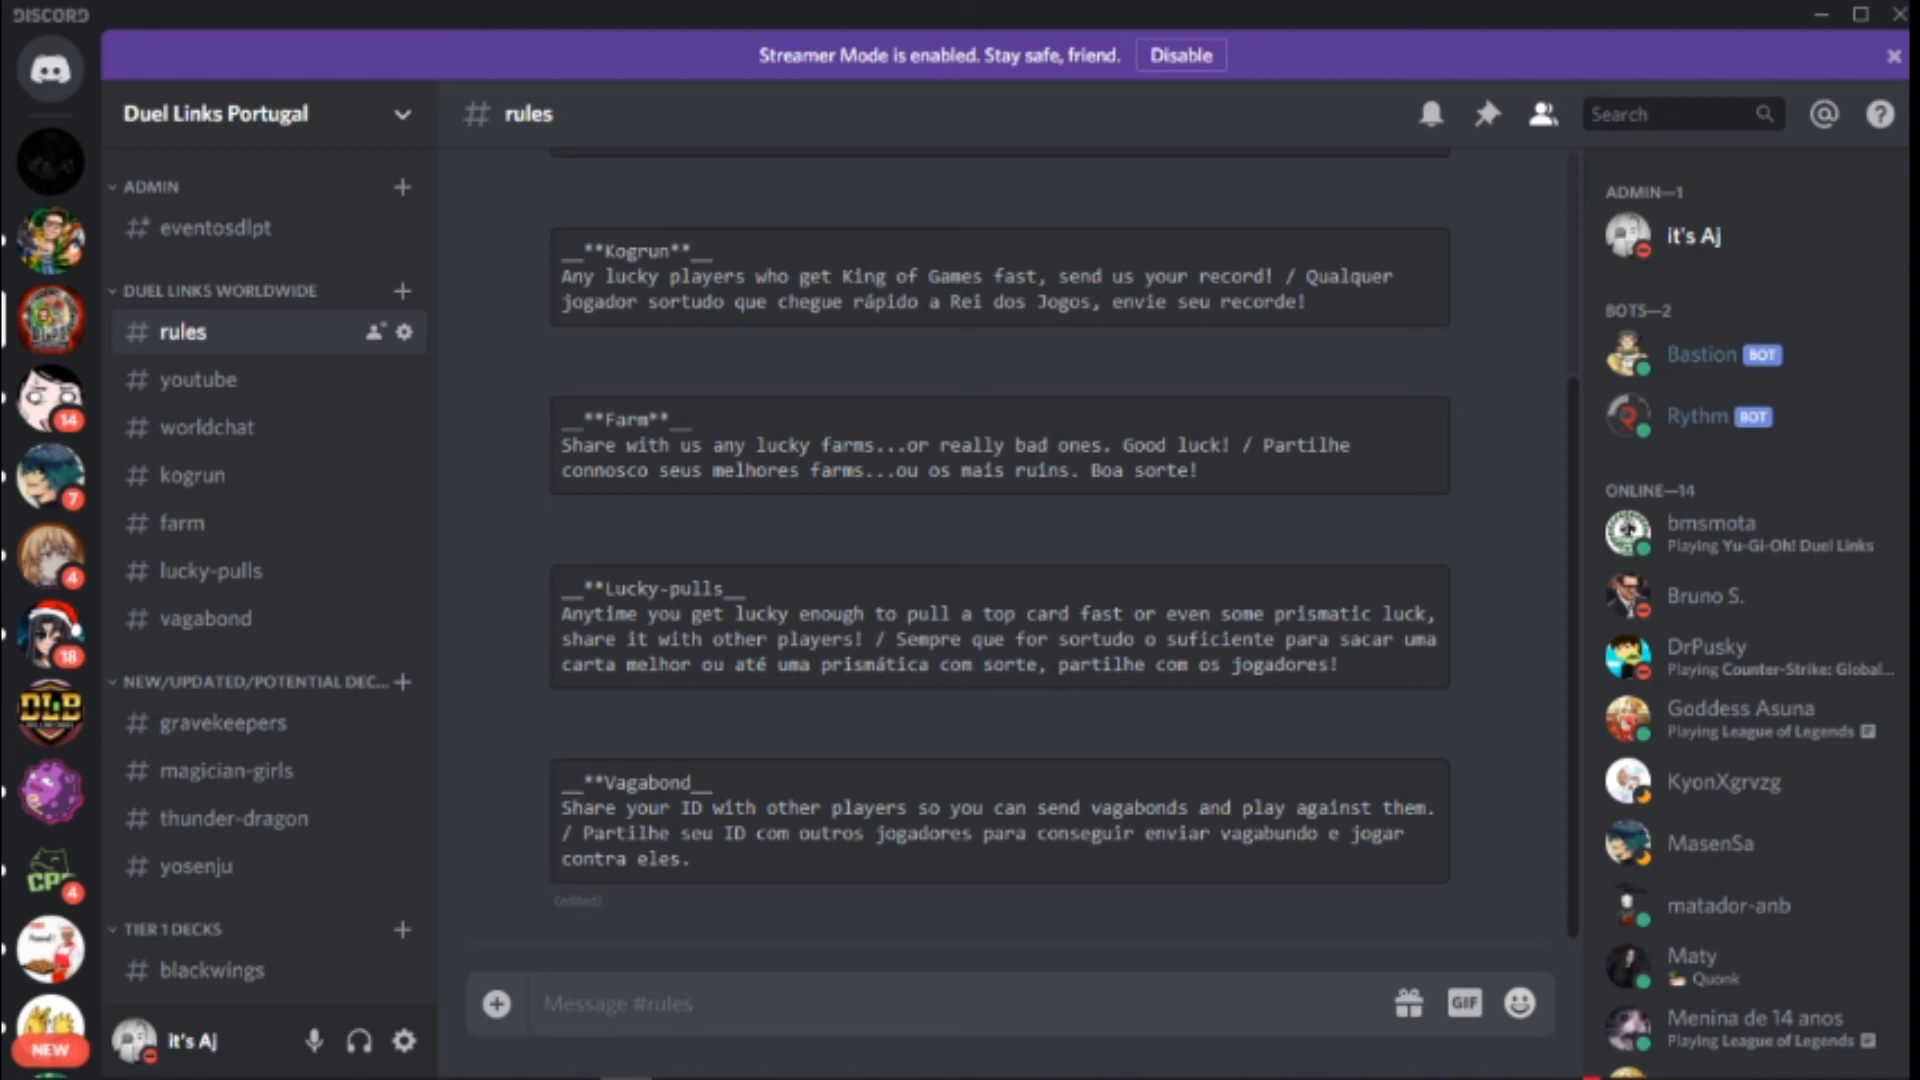 DISCORD
Streamer Mode is enabled. Stay safe, friend.
Disable
Duel Links Portugal
ADMIN
eventosdlpt
DUEL LINKS WORLDWIDE
rules
youtube
worldchat
kogrun
farm
lucky-pulls
vagabond
NEW/UPDATED/POTENTIAL DEC...
gravekeepers
magician-girls
thunder-dragon
yosenju
TIER 1 DECKS
blackwings
it's Aj
14
7
4
18
DLB
CP
4
NEW
# rules
Search
__**Kogrun**__
Any lucky players who get King of Games fast, send us your record! / Qualquer
jogador sortudo que chegue rápido a Rei dos Jogos, envie seu recorde!
__**Farm**__
Share with us any lucky farms...or really bad ones. Good luck! / Partilhe
connosco seus melhores farms...ou os mais ruins. Boa sorte!
__**Lucky-pulls__
Anytime you get lucky enough to pull a top card fast or even some prismatic luck,
share it with other players! / Sempre que for sortudo o suficiente para sacar uma
carta melhor ou até uma prismática com sorte, partilhe com os jogadores!
__**Vagabond__
Share your ID with other players so you can send vagabonds and play against them.
/ Partilhe seu ID com outros jogadores para conseguir enviar vagabundo e jogar
contra eles.
(edited)
Message #rules
GIF
ADMIN—1
it's Aj
BOTS—2
Bastion BOT
Rythm BOT
ONLINE—14
bmsmota
Playing Yu-Gi-Oh! Duel Links
Bruno S.
DrPusky
Playing Counter-Strike: Global...
Goddess Asuna
Playing League of Legends
KyonXgrvzg
MasenSa
matador-anb
Maty
Quonk
Menina de 14 anos
Playing League of Legends